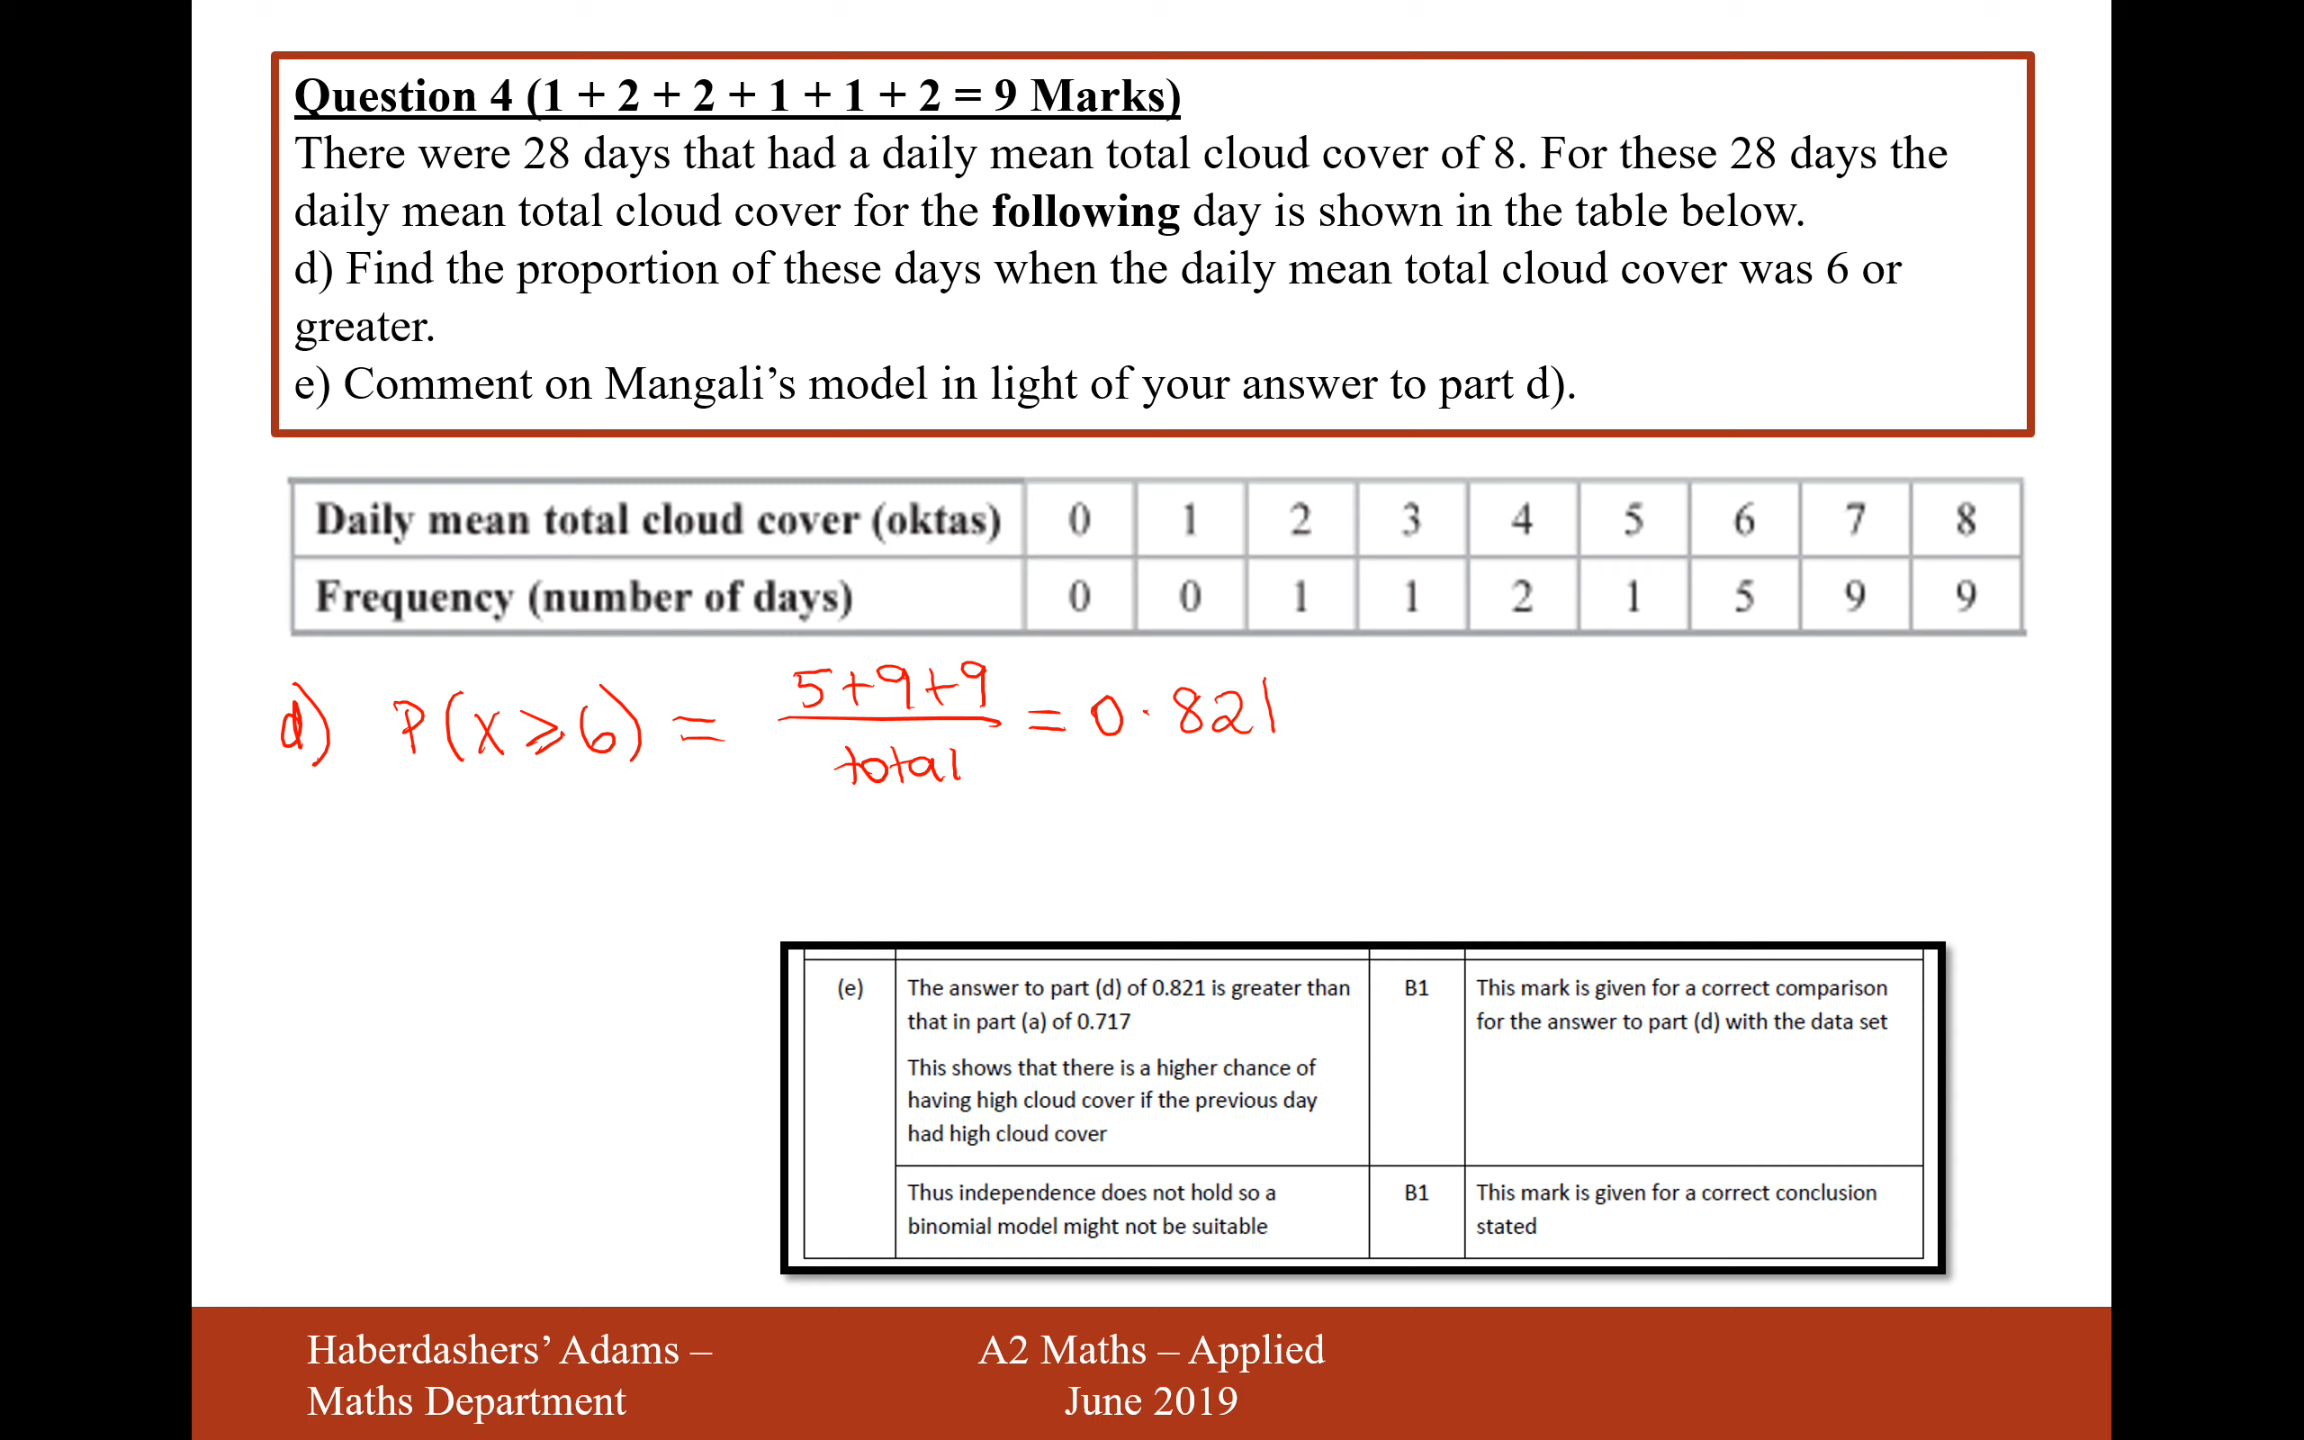 Question 4 (1 + 2 + 2 + 1 + 1 + 2 = 9 Marks)
There were 28 days that had a daily mean total cloud cover of 8. For these 28 days the
daily mean total cloud cover for the following day is shown in the table below.
d) Find the proportion of these days when the daily mean total cloud cover was 6 or
greater.
e) Comment on Mangali’s model in light of your answer to part d).
Daily mean total cloud cover (oktas) 0 1 2 3 4 5 6 7 8
Frequency (number of days) 0 0 1 1 2 1 5 9 9
d) P(X ⩾ 6) = 5+9+9 / total = 0.821
(e) The answer to part (d) of 0.821 is greater than B1 This mark is given for a correct comparison
that in part (a) of 0.717 for the answer to part (d) with the data set
This shows that there is a higher chance of
having high cloud cover if the previous day
had high cloud cover
Thus independence does not hold so a B1 This mark is given for a correct conclusion
binomial model might not be suitable stated
Haberdashers’ Adams –
Maths Department
A2 Maths – Applied
June 2019